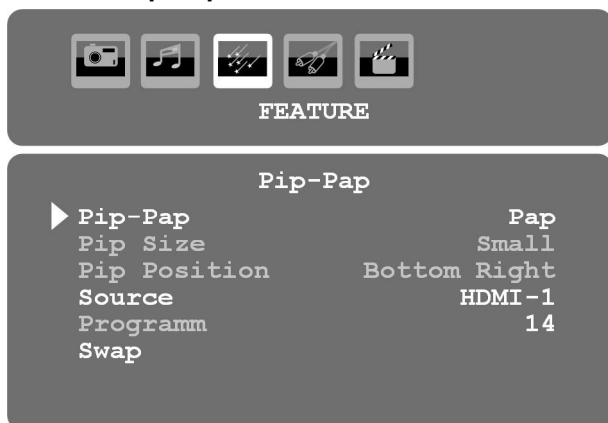 FEATURE
Pip-Pap
Pip-Pap Pap
Pip Size Small
Pip Position Bottom Right
Source HDMI-1
Programm 14
Swap